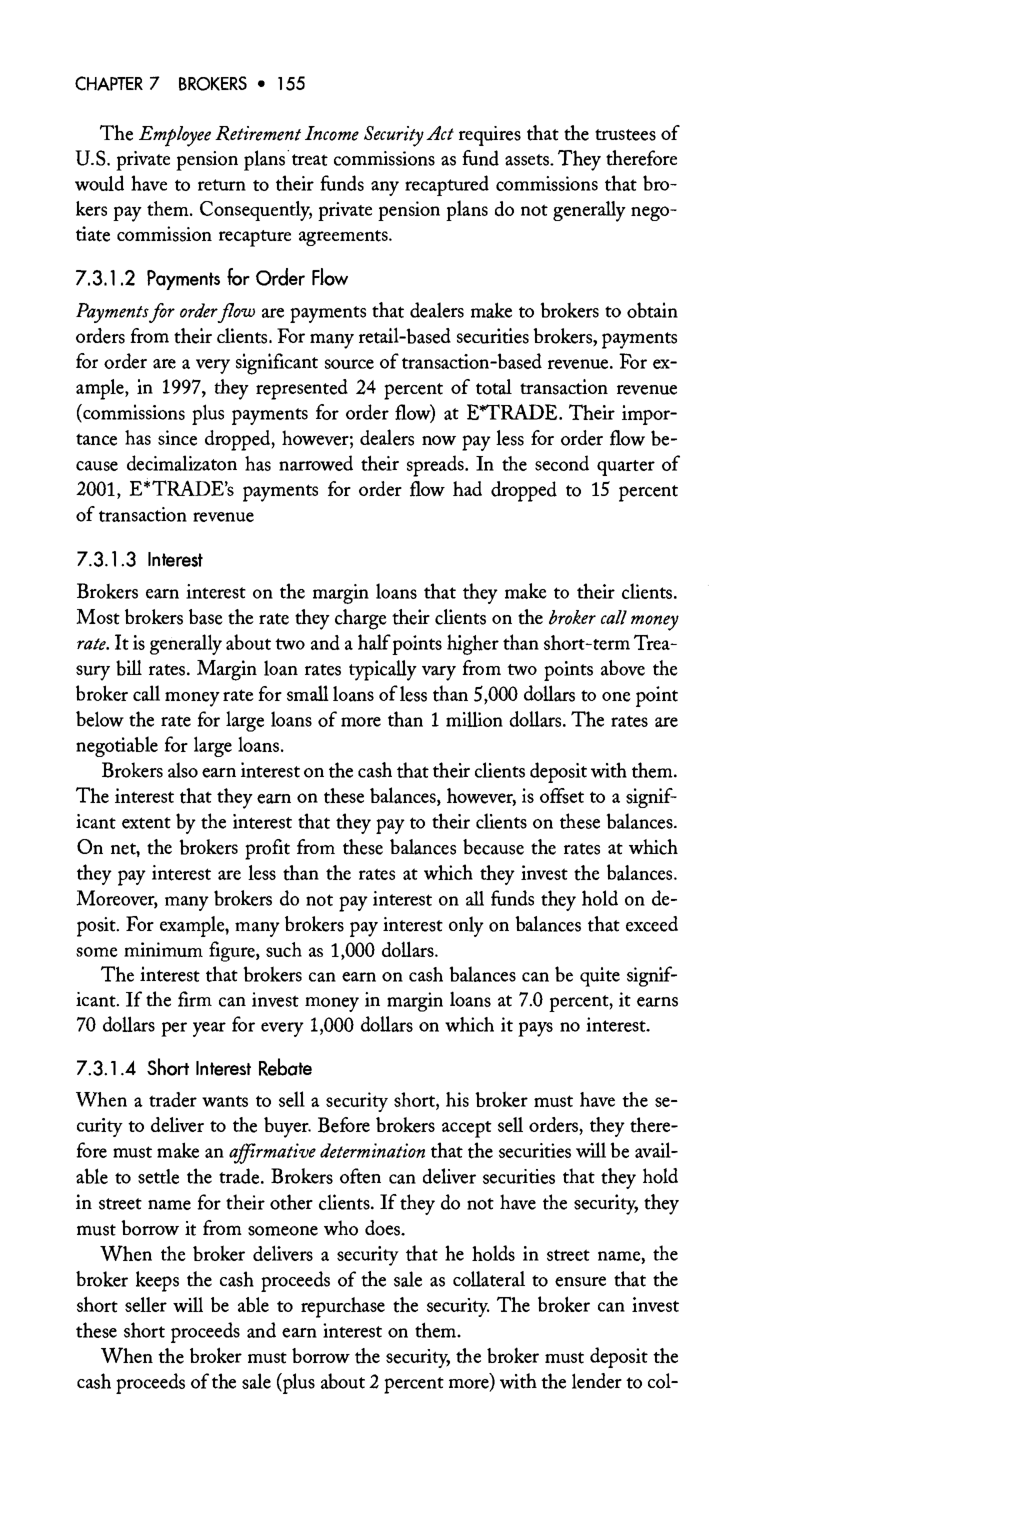 CHAPTER 7 BROKERS • 155
The Employee Retirement Income Security Act requires that the trustees of
U.S. private pension plans treat commissions as fund assets. They therefore
would have to return to their funds any recaptured commissions that bro-
kers pay them. Consequently, private pension plans do not generally nego-
tiate commission recapture agreements.
7.3.1.2 Payments for Order Flow
Payments for order flow are payments that dealers make to brokers to obtain
orders from their clients. For many retail-based securities brokers, payments
for order are a very significant source of transaction-based revenue. For ex-
ample, in 1997, they represented 24 percent of total transaction revenue
(commissions plus payments for order flow) at E*TRADE. Their impor-
tance has since dropped, however; dealers now pay less for order flow be-
cause decimalizaton has narrowed their spreads. In the second quarter of
2001, E*TRADE's payments for order flow had dropped to 15 percent
of transaction revenue
7.3.1.3 Interest
Brokers earn interest on the margin loans that they make to their clients.
Most brokers base the rate they charge their clients on the broker call money
rate. It is generally about two and a half points higher than short-term Trea-
sury bill rates. Margin loan rates typically vary from two points above the
broker call money rate for small loans of less than 5,000 dollars to one point
below the rate for large loans of more than 1 million dollars. The rates are
negotiable for large loans.
Brokers also earn interest on the cash that their clients deposit with them.
The interest that they earn on these balances, however, is offset to a signif-
icant extent by the interest that they pay to their clients on these balances.
On net, the brokers profit from these balances because the rates at which
they pay interest are less than the rates at which they invest the balances.
Moreover, many brokers do not pay interest on all funds they hold on de-
posit. For example, many brokers pay interest only on balances that exceed
some minimum figure, such as 1,000 dollars.
The interest that brokers can earn on cash balances can be quite signif-
icant. If the firm can invest money in margin loans at 7.0 percent, it earns
70 dollars per year for every 1,000 dollars on which it pays no interest.
7.3.1.4 Short Interest Rebate
When a trader wants to sell a security short, his broker must have the se-
curity to deliver to the buyer. Before brokers accept sell orders, they there-
fore must make an affirmative determination that the securities will be avail-
able to settle the trade. Brokers often can deliver securities that they hold
in street name for their other clients. If they do not have the security, they
must borrow it from someone who does.
When the broker delivers a security that he holds in street name, the
broker keeps the cash proceeds of the sale as collateral to ensure that the
short seller will be able to repurchase the security. The broker can invest
these short proceeds and earn interest on them.
When the broker must borrow the security, the broker must deposit the
cash proceeds of the sale (plus about 2 percent more) with the lender to col-